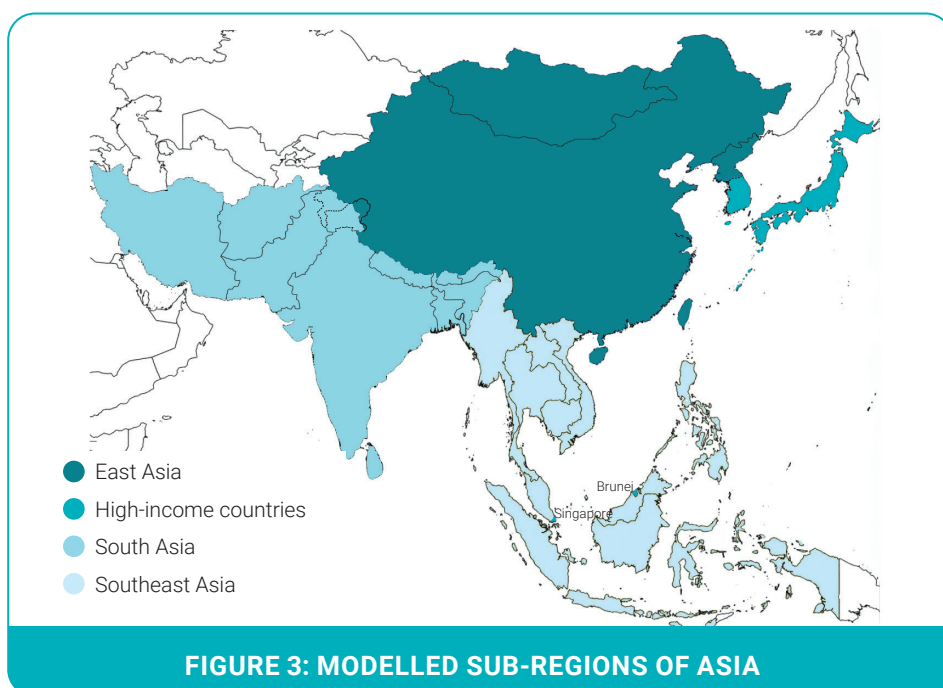 Brunei
Singapore
East Asia
High-income countries
South Asia
Southeast Asia
FIGURE 3: MODELLED SUB-REGIONS OF ASIA